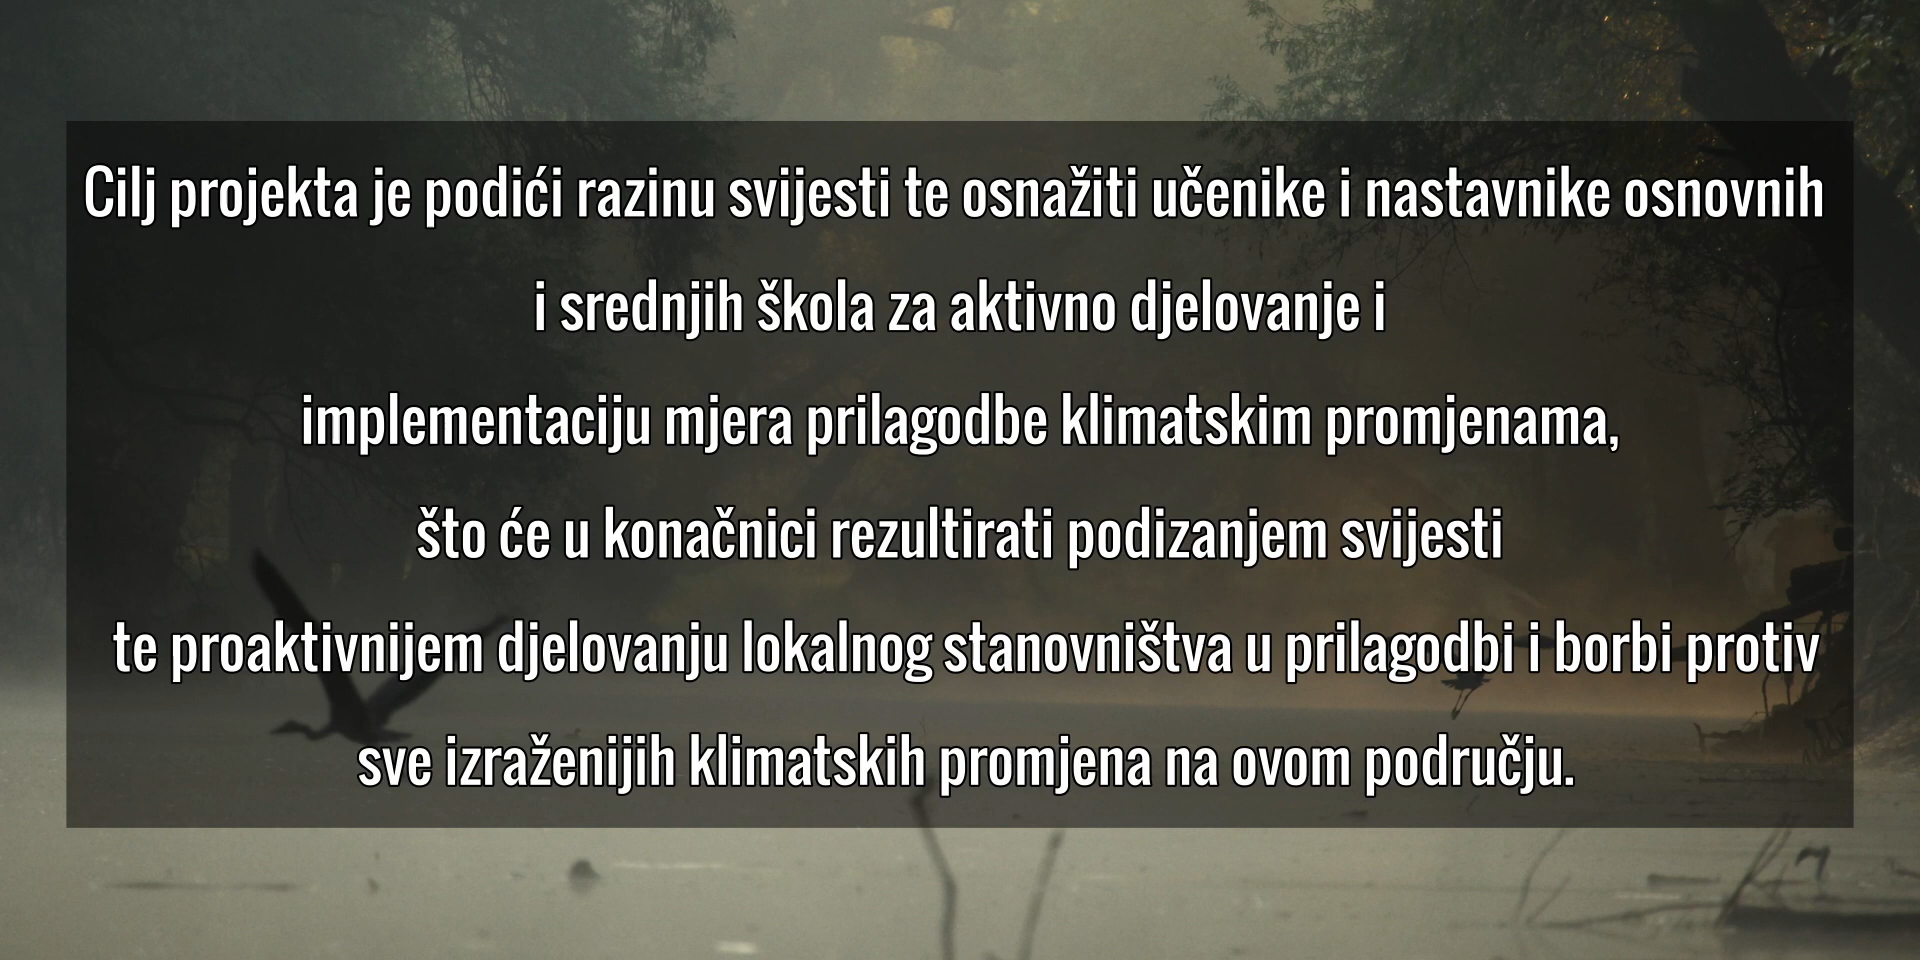 Cilj projekta je podići razinu svijesti te osnažiti učenike i nastavnike osnovnih
i srednjih škola za aktivno djelovanje i
implementaciju mjera prilagodbe klimatskim promjenama,
što će u konačnici rezultirati podizanjem svijesti
te proaktivnijem djelovanju lokalnog stanovništva u prilagodbi i borbi protiv
sve izraženijih klimatskih promjena na ovom području.